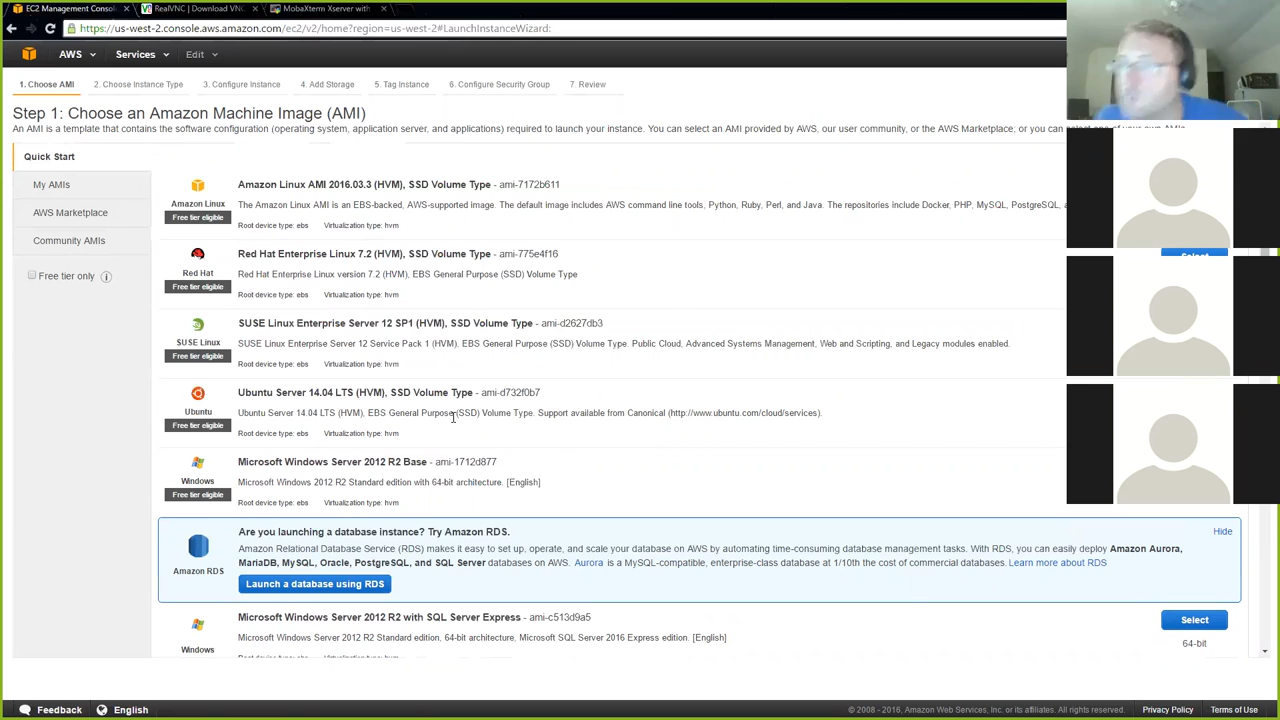 EC2 Management Consol
RealVNC | Download VNC
MobaXterm Xserver with
https://us-west-2.console.aws.amazon.com/ec2/v2/home?region=us-west-2#LaunchInstanceWizard:
AWS Services Edit
1. Choose AMI 2. Choose Instance Type 3. Configure Instance 4. Add Storage 5. Tag Instance 6. Configure Security Group 7. Review
Step 1: Choose an Amazon Machine Image (AMI)
An AMI is a template that contains the software configuration (operating system, application server, and applications) required to launch your instance. You can select an AMI provided by AWS, our user community, or the AWS Marketplace; or you can select one of your own AMIs.
Quick Start
My AMIs
AWS Marketplace
Community AMIs
Free tier only
Amazon Linux
Free tier eligible
Amazon Linux AMI 2016.03.3 (HVM), SSD Volume Type - ami-7172b611
The Amazon Linux AMI is an EBS-backed, AWS-supported image. The default image includes AWS command line tools, Python, Ruby, Perl, and Java. The repositories include Docker, PHP, MySQL, PostgreSQL,
Root device type: ebs Virtualization type: hvm
Red Hat
Free tier eligible
Red Hat Enterprise Linux 7.2 (HVM), SSD Volume Type - ami-775e4f16
Red Hat Enterprise Linux version 7.2 (HVM), EBS General Purpose (SSD) Volume Type
Root device type: ebs Virtualization type: hvm
Select
SUSE Linux
Free tier eligible
SUSE Linux Enterprise Server 12 SP1 (HVM), SSD Volume Type - ami-d2627db3
SUSE Linux Enterprise Server 12 Service Pack 1 (HVM), EBS General Purpose (SSD) Volume Type. Public Cloud, Advanced Systems Management, Web and Scripting, and Legacy modules enabled.
Root device type: ebs Virtualization type: hvm
Ubuntu
Free tier eligible
Ubuntu Server 14.04 LTS (HVM), SSD Volume Type - ami-d732f0b7
Ubuntu Server 14.04 LTS (HVM), EBS General Purpose (SSD) Volume Type. Support available from Canonical (http://www.ubuntu.com/cloud/services).
Root device type: ebs Virtualization type: hvm
Windows
Free tier eligible
Microsoft Windows Server 2012 R2 Base - ami-1712d877
Microsoft Windows 2012 R2 Standard edition with 64-bit architecture. [English]
Root device type: ebs Virtualization type: hvm
Amazon RDS
Are you launching a database instance? Try Amazon RDS. Hide
Amazon Relational Database Service (RDS) makes it easy to set up, operate, and scale your database on AWS by automating time-consuming database management tasks. With RDS, you can easily deploy Amazon Aurora,
MariaDB, MySQL, Oracle, PostgreSQL, and SQL Server databases on AWS. Aurora is a MySQL-compatible, enterprise-class database at 1/10th the cost of commercial databases. Learn more about RDS
Launch a database using RDS
Windows
Microsoft Windows Server 2012 R2 with SQL Server Express - ami-c513d9a5
Microsoft Windows Server 2012 R2 Standard edition, 64-bit architecture, Microsoft SQL Server 2016 Express edition. [English]
Root device type: ebs Virtualization type: hvm
Select
64-bit
Feedback English
© 2008 - 2016, Amazon Web Services, Inc. or its affiliates. All rights reserved. Privacy Policy Terms of Use